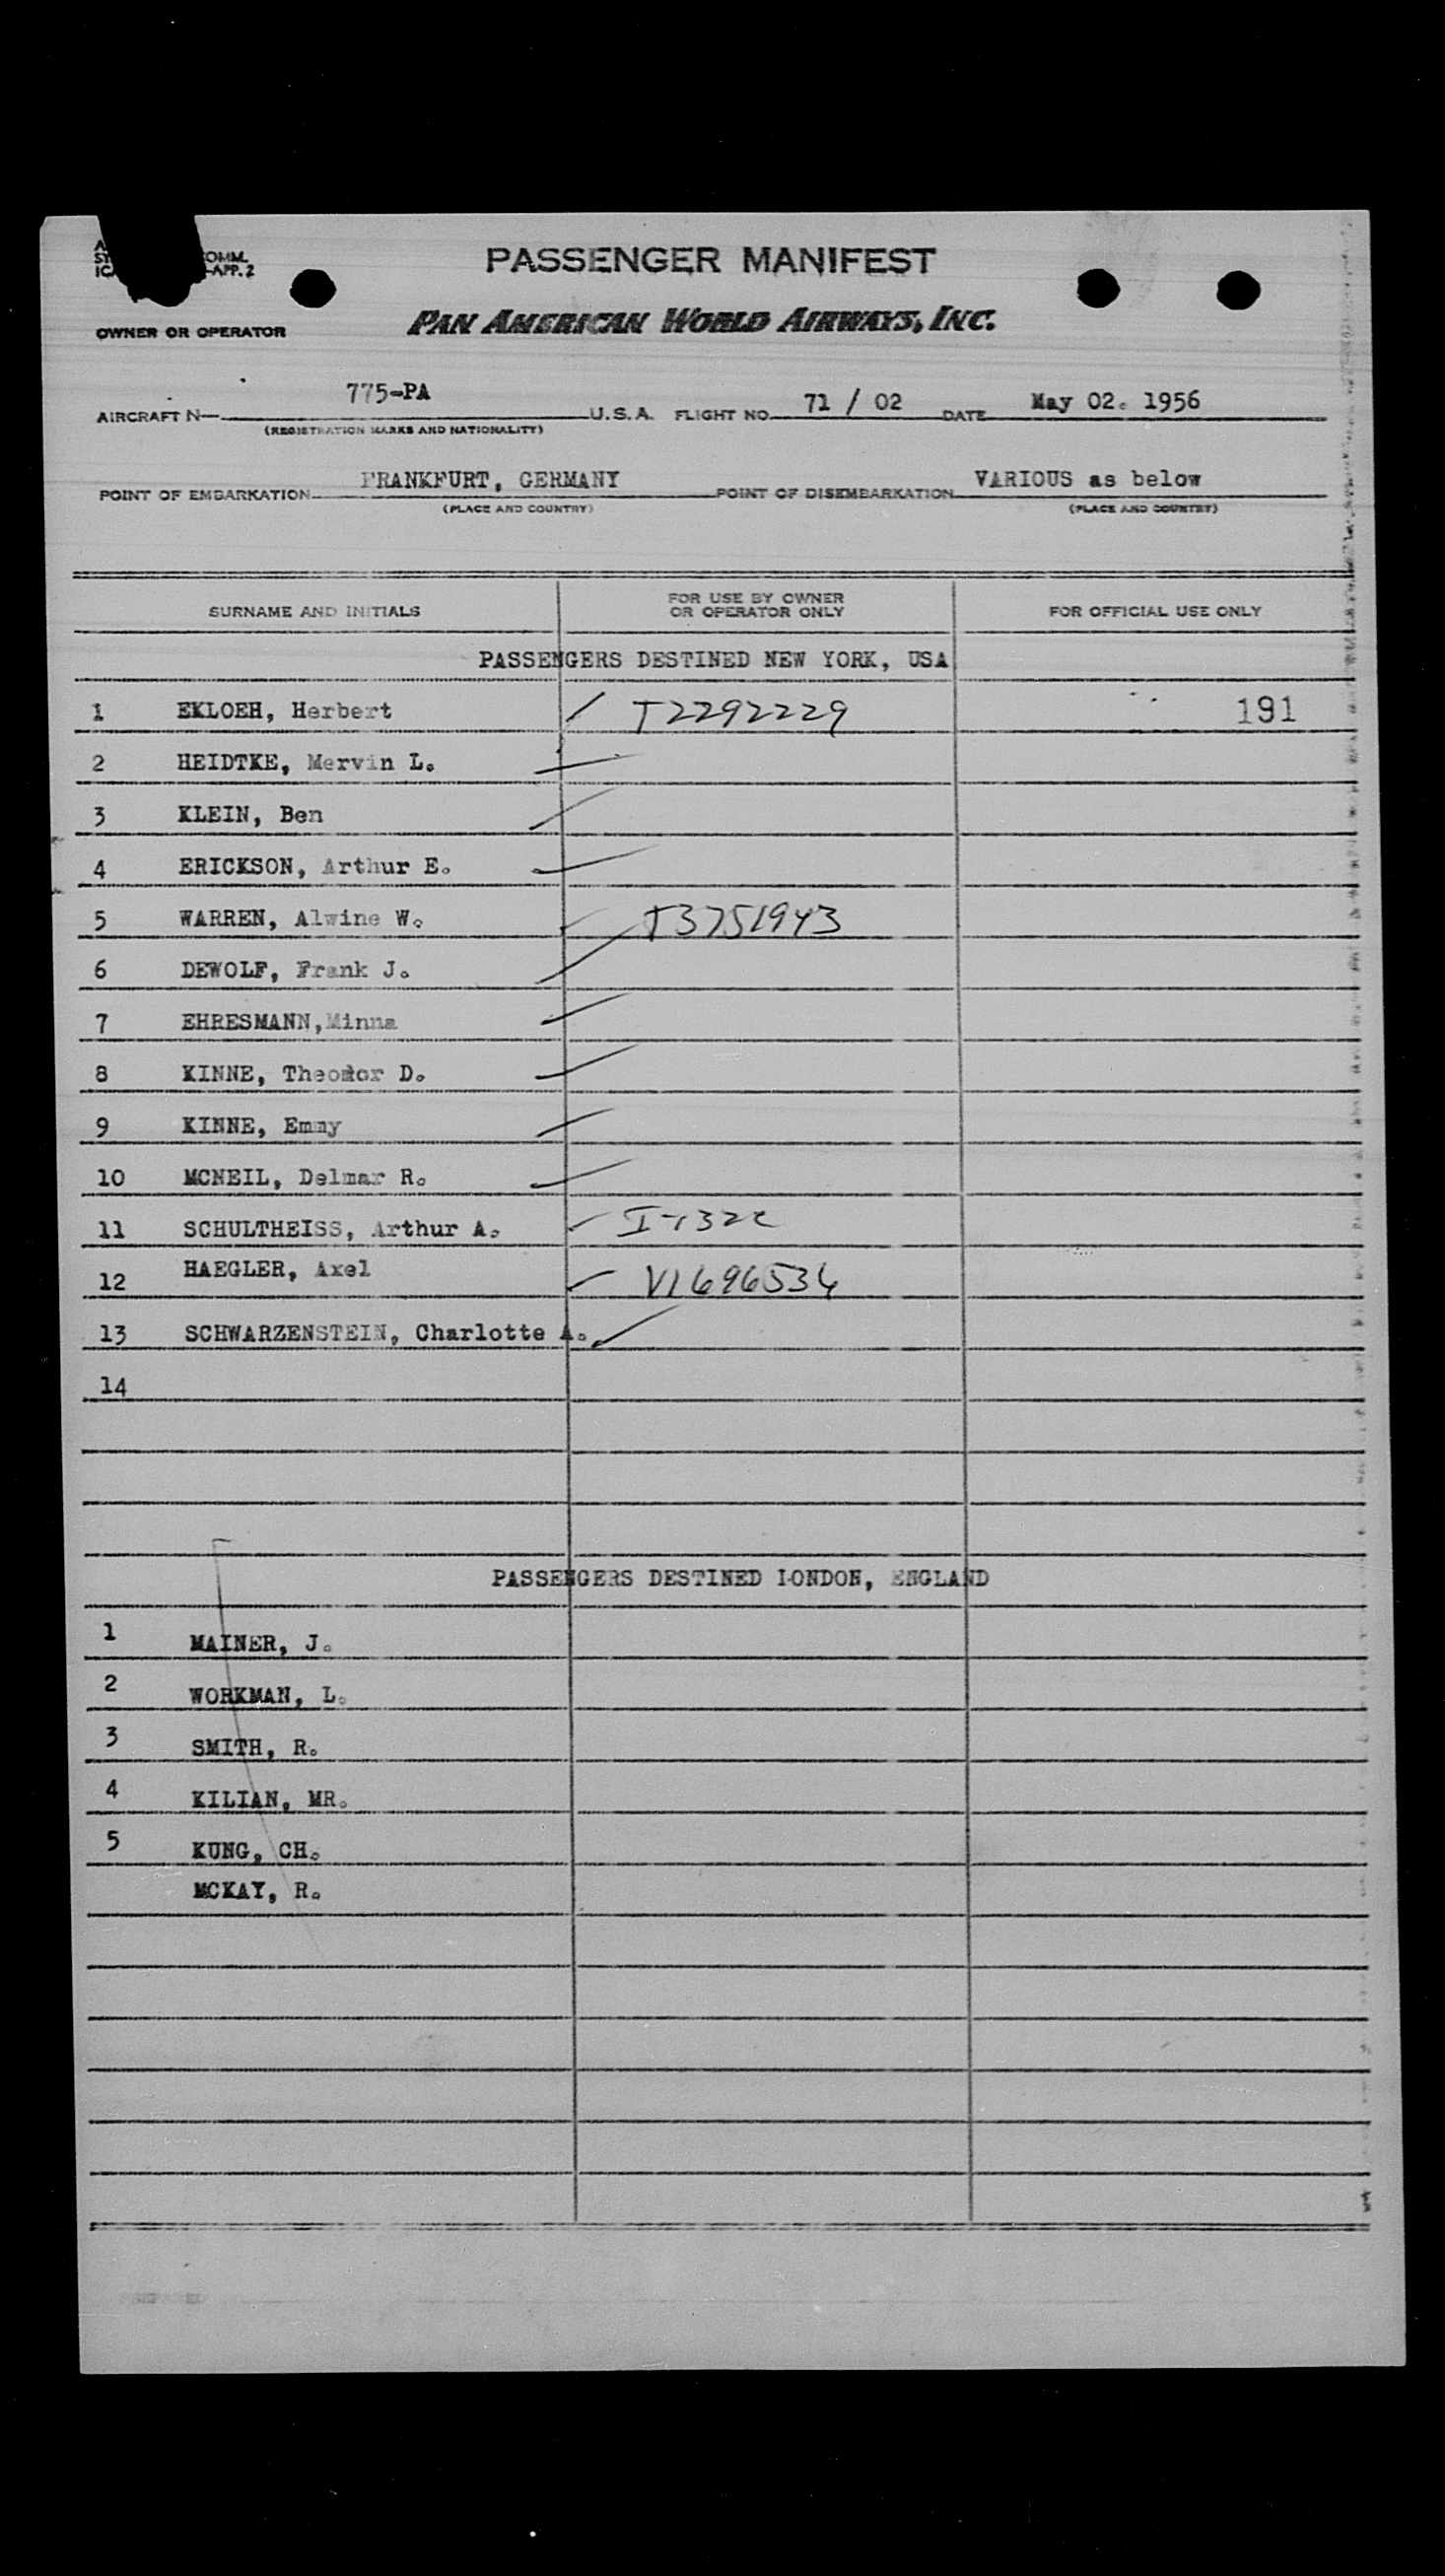 OMM.
-APP. 2
PASSENGER MANIFEST
OWNER OR OPERATOR PAN AMERICAN WORLD AIRWAYS, INC.
AIRCRAFT N— 775-PA U.S.A. FLIGHT NO. 71 / 02 DATE May 02. 1956
(REGISTRATION MARKS AND NATIONALITY)
POINT OF EMBARKATION FRANKFURT, GERMANY POINT OF DISEMBARKATION VARIOUS as below
(PLACE AND COUNTRY) (PLACE AND COUNTRY)
SURNAME AND INITIALS FOR USE BY OWNER OR OPERATOR ONLY FOR OFFICIAL USE ONLY
PASSENGERS DESTINED NEW YORK, USA
1 EKLOEH, Herbert T2292229 191
2 HEIDTKE, Mervin L.
3 KLEIN, Ben
4 ERICKSON, Arthur E.
5 WARREN, Alwine W. T3751943
6 DEWOLF, Frank J.
7 EHRESMANN,Minna
8 KINNE, Theodor D.
9 KINNE, Emmy
10 MCNEIL, Delmar R.
11 SCHULTHEISS, Arthur A.
12 HAEGLER, Axel V1696534
13 SCHWARZENSTEIN, Charlotte A.
14
PASSENGERS DESTINED LONDON, ENGLAND
1 MAINER, J.
2 WORKMAN, L.
3 SMITH, R.
4 KILIAN, MR.
5 KUNG, CH.
MCKAY, R.